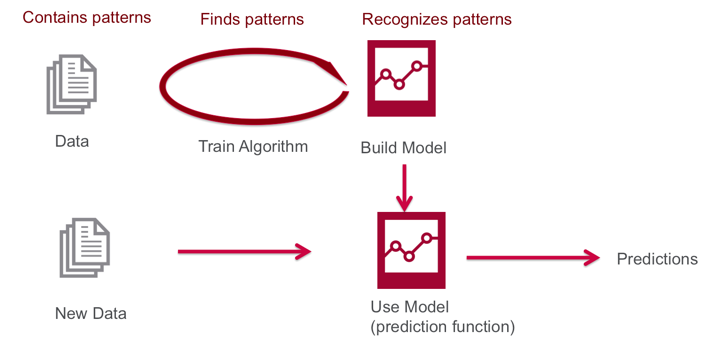 Contains patterns
Finds patterns
Recognizes patterns
Data
Train Algorithm
Build Model
New Data
Use Model
(prediction function)
Predictions